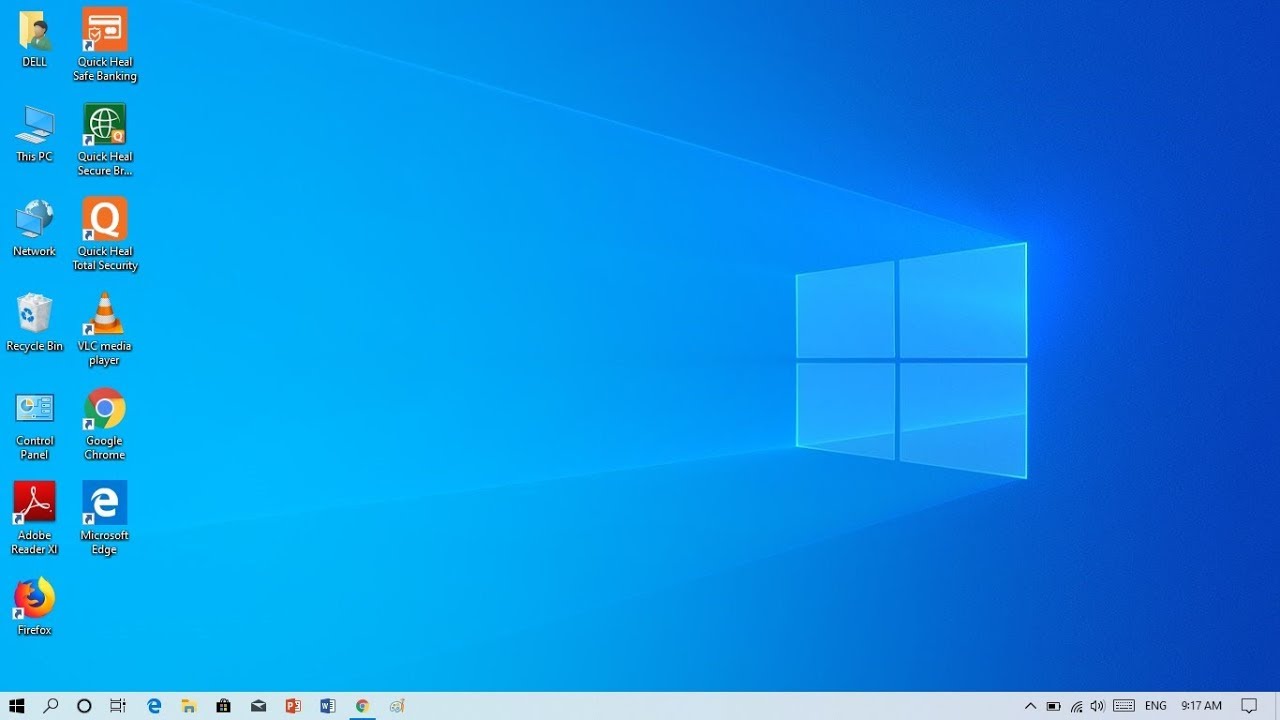 DELL
Quick Heal
Safe Banking
This PC
Quick Heal
Secure Br...
Network
Quick Heal
Total Security
Recycle Bin
VLC media
player
Control
Panel
Google
Chrome
Adobe
Reader XI
Microsoft
Edge
Firefox
ENG
9:17 AM